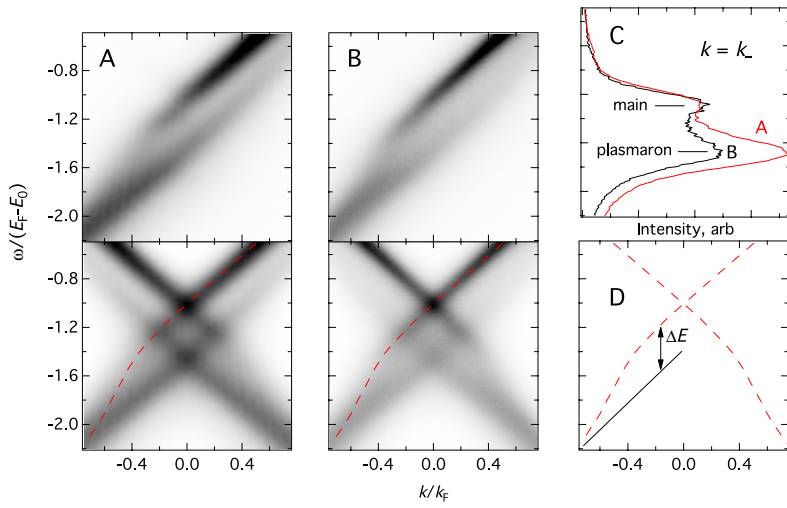 A
B
C
k = k_
main
A
plasmaron
B
Intensity, arb
D
ΔE
ω/(E_F-E_0)
-0.8
-1.2
-1.6
-2.0
-0.8
-1.2
-1.6
-2.0
-0.4 0.0 0.4
-0.4 0.0 0.4
-0.4 0.0 0.4
k/k_F